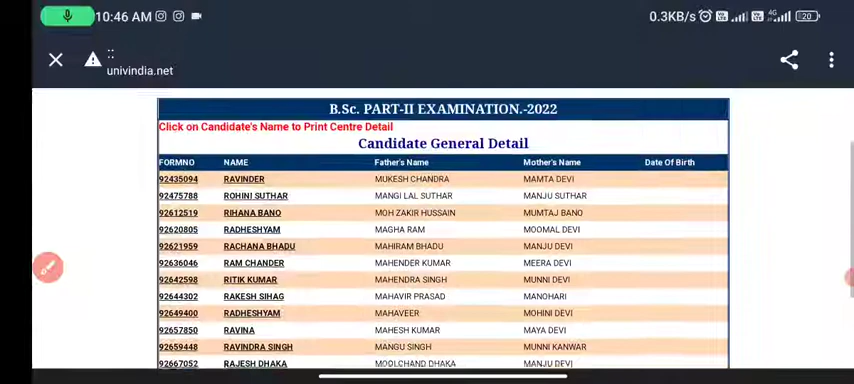 10:46 AM 0.3KB/s 4G 20
::
univindia.net
B.Sc. PART-II EXAMINATION.-2022
Click on Candidate's Name to Print Centre Detail
Candidate General Detail
FORMNO NAME Father's Name Mother's Name Date Of Birth
92435094 RAVINDER MUKESH CHANDRA MAMTA DEVI
92475788 ROHINI SUTHAR MANGI LAL SUTHAR MANJU SUTHAR
92612519 RIHANA BANO MOH ZAKIR HUSSAIN MUMTAJ BANO
92620805 RADHESHYAM MAGHA RAM MOOMAL DEVI
92621959 RACHANA BHADU MAHIRAM BHADU MANJU DEVI
92636046 RAM CHANDER MAHENDER KUMAR MEERA DEVI
92642598 RITIK KUMAR MAHENDRA SINGH MUNNI DEVI
92644302 RAKESH SIHAG MAHAVIR PRASAD MANOHARI
92649400 RADHESHYAM MAHAVEER MOHINI DEVI
92657850 RAVINA MAHESH KUMAR MAYA DEVI
92659448 RAVINDRA SINGH MANGU SINGH MUNNI KANWAR
92667052 RAJESH DHAKA MOOLCHAND DHAKA MANJU DEVI